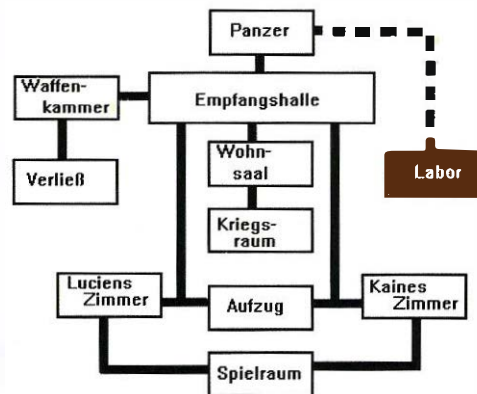 Panzer
Waffen-
kammer
Empfangshalle
Wohn-
saal
Labor
Verließ
Kriegs-
raum
Luciens
Zimmer
Aufzug
Kaines
Zimmer
Spielraum